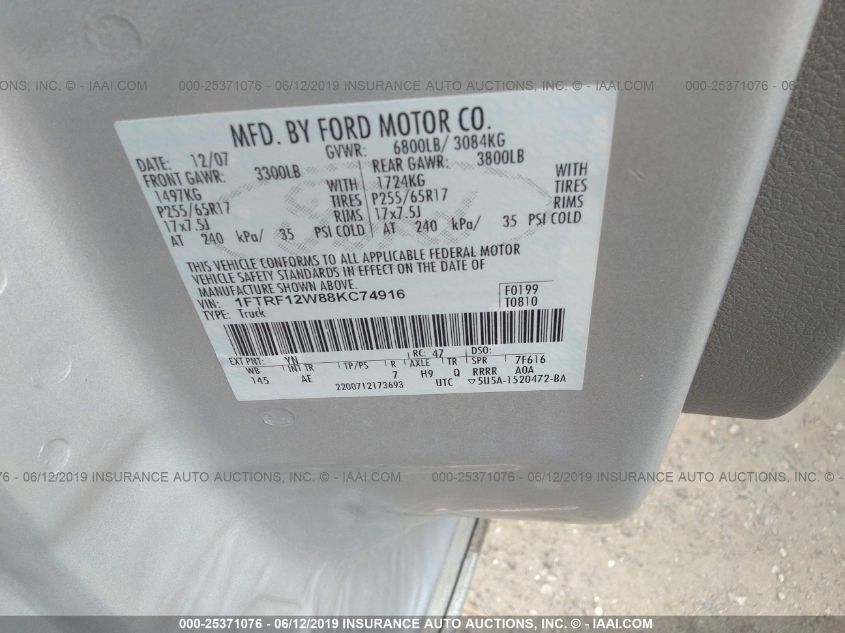 - IAAI.COM 000-25371076 - 06/12/2019 INSURANCE AUTO AUCTIONS, INC. - IAAI.COM 000-25371076 - 06/12/2019 INSURANCE
MFD. BY FORD MOTOR CO.
DATE: 12/07 GVWR: 6800LB/ 3084KG
FRONT GAWR: 3300LB REAR GAWR: 3800LB
1497KG WITH 1724KG WITH
P255/65R17 TIRES P255/65R17 TIRES
17x7.5J RIMS 17x7.5J RIMS
AT 240 kPa/ 35 PSI COLD AT 240 kPa/ 35 PSI COLD
THIS VEHICLE CONFORMS TO ALL APPLICABLE FEDERAL MOTOR
VEHICLE SAFETY STANDARDS IN EFFECT ON THE DATE OF
MANUFACTURE SHOWN ABOVE.
VIN: 1FTRF12W88KC74916 F0199
TYPE: Truck T0810
EXT PNT: YN RC: 47 DSO:
WB INT TR TP/PS R AXLE TR SPR 7F616
145 AE 7 H9 Q RRRR A0A
2200712173693 UTC ▽5U5A-1520472-BA
- IAAI.COM 000-25371076 - 06/12/2019 INSURANCE AUTO AUCTIONS, INC. - IAAI.COM 000-25371076 - 06/12/2019
000-25371076 - 06/12/2019 INSURANCE AUTO AUCTIONS, INC. - IAAI.COM